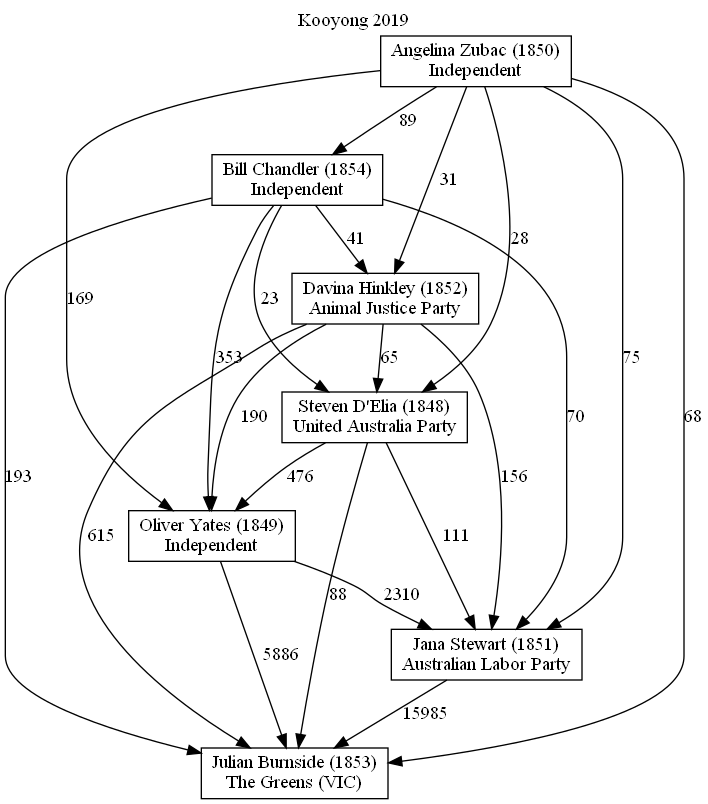 Kooyong 2019
Angelina Zubac (1850)
Independent
89
Bill Chandler (1854)
Independent
31
41
28
23
Davina Hinkley (1852)
Animal Justice Party
169
353
65
75
Steven D'Elia (1848)
United Australia Party
190
70
68
193
476
156
Oliver Yates (1849)
Independent
615
111
88
2310
Jana Stewart (1851)
Australian Labor Party
5886
15985
Julian Burnside (1853)
The Greens (VIC)